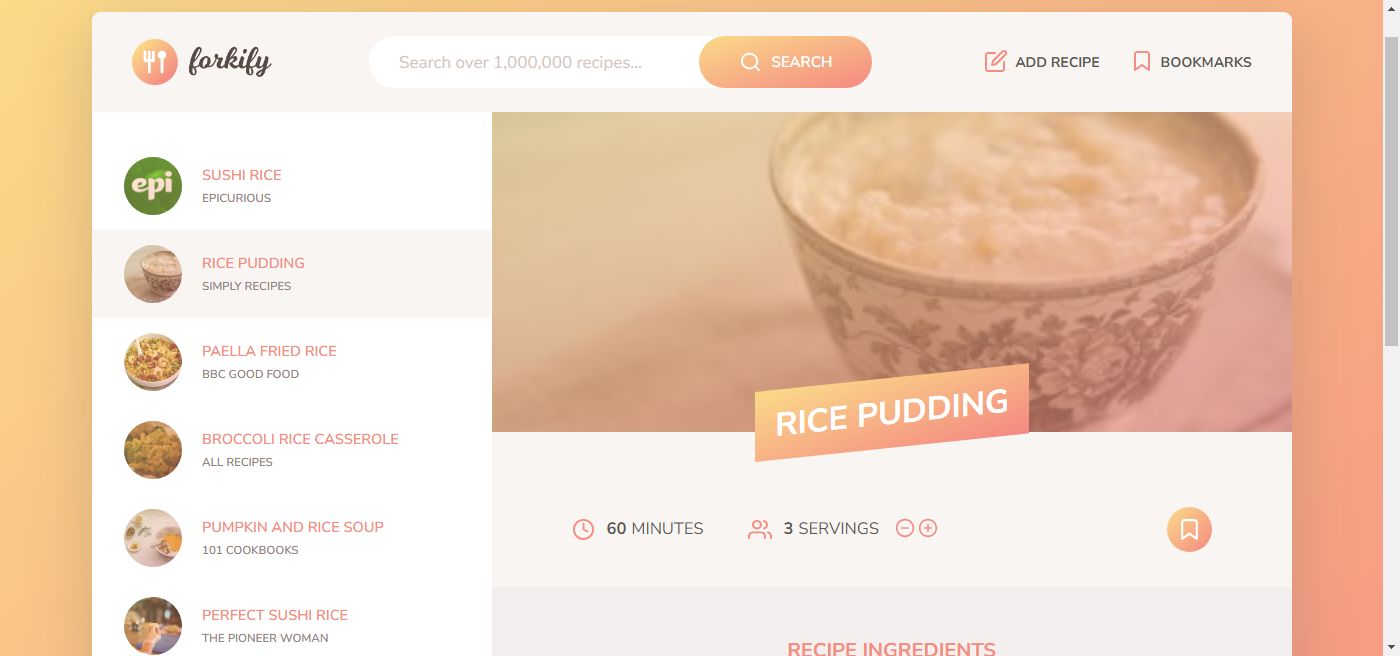 forkify
Search over 1,000,000 recipes...
SEARCH
ADD RECIPE
BOOKMARKS
epi
SUSHI RICE
EPICURIOUS
RICE PUDDING
SIMPLY RECIPES
PAELLA FRIED RICE
BBC GOOD FOOD
BROCCOLI RICE CASSEROLE
ALL RECIPES
PUMPKIN AND RICE SOUP
101 COOKBOOKS
PERFECT SUSHI RICE
THE PIONEER WOMAN
RICE PUDDING
60 MINUTES
3 SERVINGS
RECIPE INGREDIENTS